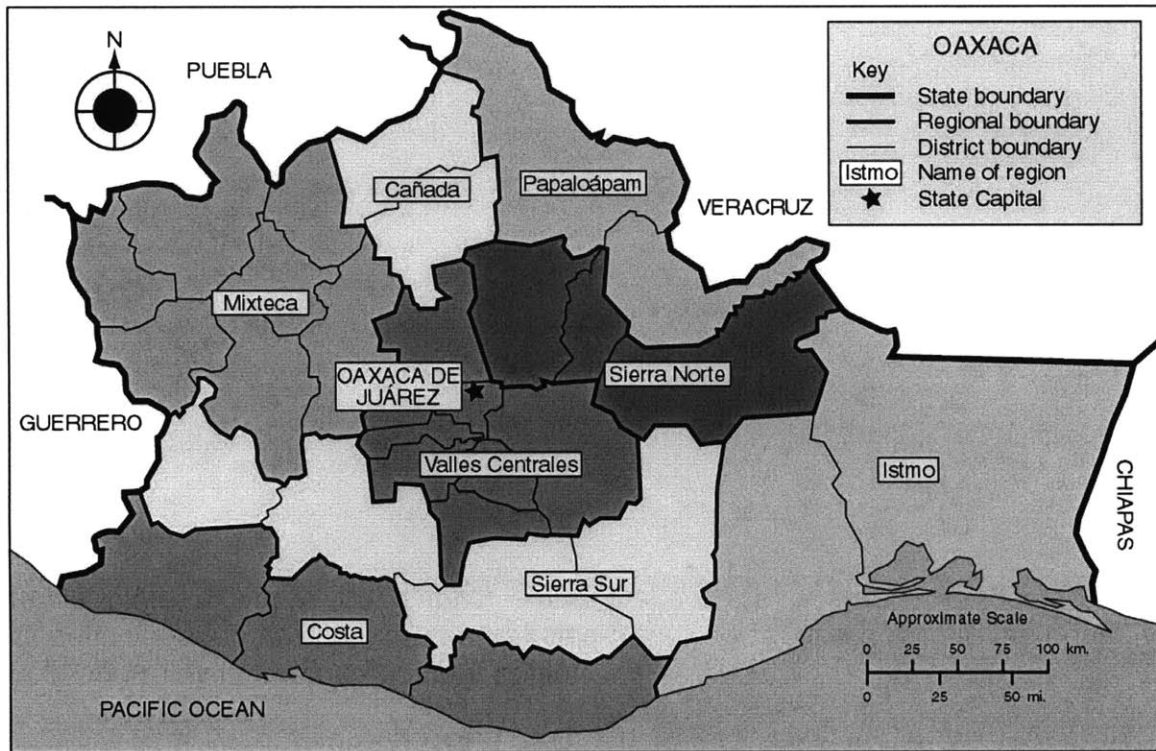 N
PUEBLA
OAXACA
Key
State boundary
Regional boundary
District boundary
Istmo Name of region
State Capital
Cañada
Papaloápam
VERACRUZ
Mixteca
OAXACA DE
JUÁREZ
Sierra Norte
GUERRERO
Valles Centrales
Istmo
CHIAPAS
Sierra Sur
Costa
Approximate Scale
0 25 50 75 100 km.
0 25 50 mi.
PACIFIC OCEAN